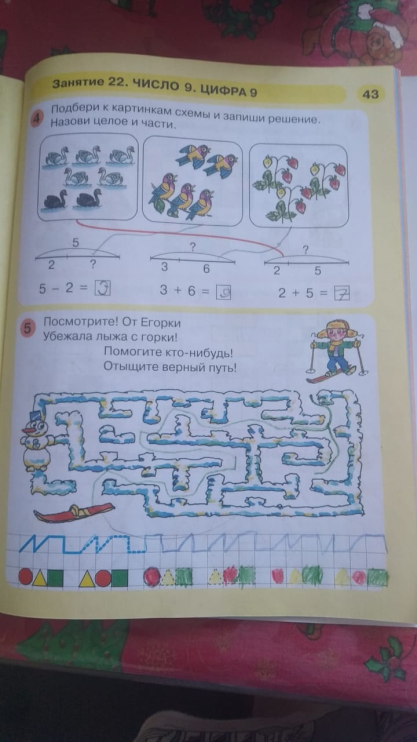 Занятие 22. ЧИСЛО 9. ЦИФРА 9
43
4
Подбери к картинкам схемы и запиши решение.
Назови целое и части.
5
2 ?
?
3 6
?
2 5
5 - 2 = 3
3 + 6 = 9
2 + 5 = 7
5
Посмотрите! От Егорки
Убежала лыжа с горки!
Помогите кто-нибудь!
Отыщите верный путь!